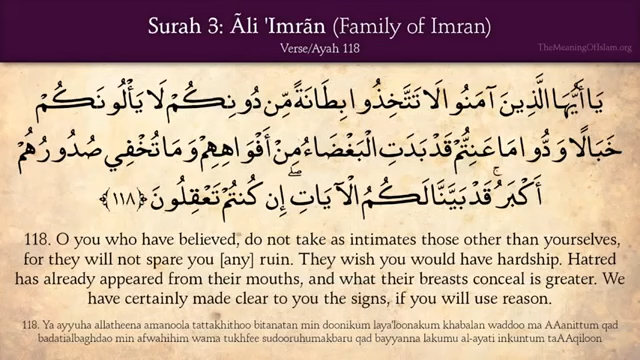 Surah 3: Ãli 'Imrãn (Family of Imran)
Verse/Ayah 118
TheMeaningOfIslam.org
يَا أَيُّهَا الَّذِينَ آمَنُوا لَا تَتَّخِذُوا بِطَانَةً مِّن دُونِكُمْ لَا يَأْلُونَكُمْ
خَبَالًا وَدُّوا مَا عَنِتُّمْ قَدْ بَدَتِ الْبَغْضَاءُ مِنْ أَفْوَاهِهِمْ وَمَا تُخْفِي صُدُورُهُمْ
أَكْبَرُ ۚ قَدْ بَيَّنَّا لَكُمُ الْآيَاتِ ۖ إِن كُنتُمْ تَعْقِلُونَ ﴿١١٨﴾
118. O you who have believed, do not take as intimates those other than yourselves,
for they will not spare you [any] ruin. They wish you would have hardship. Hatred
has already appeared from their mouths, and what their breasts conceal is greater. We
have certainly made clear to you the signs, if you will use reason.
118. Ya ayyuha allatheena amanoola tattakhithoo bitanatan min doonikum laya'loonakum khabalan waddoo ma AAanittum qad
badatialbaghdao min afwahihim wama tukhfee sudooruhumakbaru qad bayyanna lakumu al-ayati inkuntum taAAqiloon